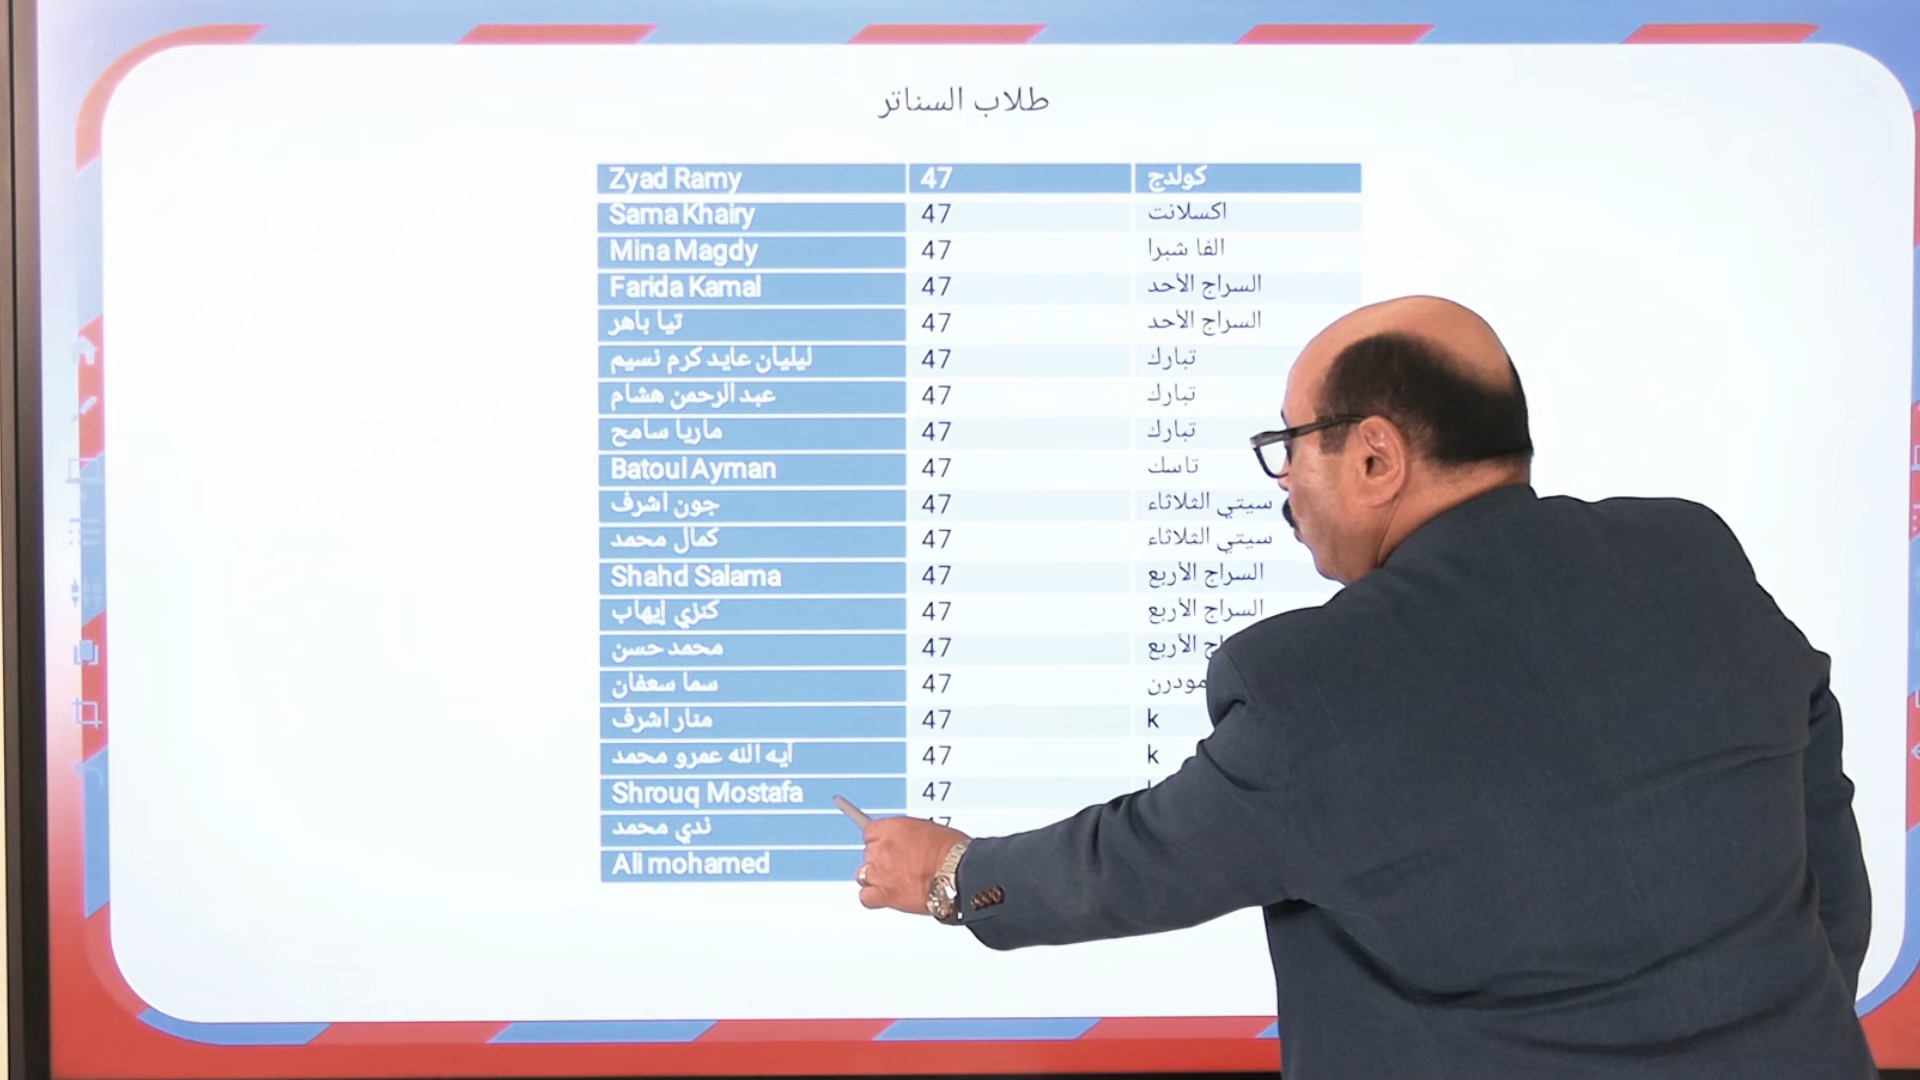 طلاب السناتر
Zyad Ramy 47 كولدج
Sama Khairy 47 اكسلانت
Mina Magdy 47 الفا شبرا
Farida Kamal 47 السراج الأحد
تيا باهر 47 السراج الأحد
ليليان عايد كرم نسيم 47 تبارك
عبد الرحمن هشام 47 تبارك
ماريا سامح 47 تبارك
Batoul Ayman 47 تاسك
جون اشرف 47 سيتي الثلاثاء
كمال محمد 47 سيتي الثلاثاء
Shahd Salama 47 السراج الأربع
كنزي إيهاب 47 السراج الأربع
محمد حسن 47 الأربع
سما سعفان 47 مودرن
منار اشرف 47 k
آيه الله عمرو محمد 47 k
Shrouq Mostafa 47
ندي محمد
Ali mohamed